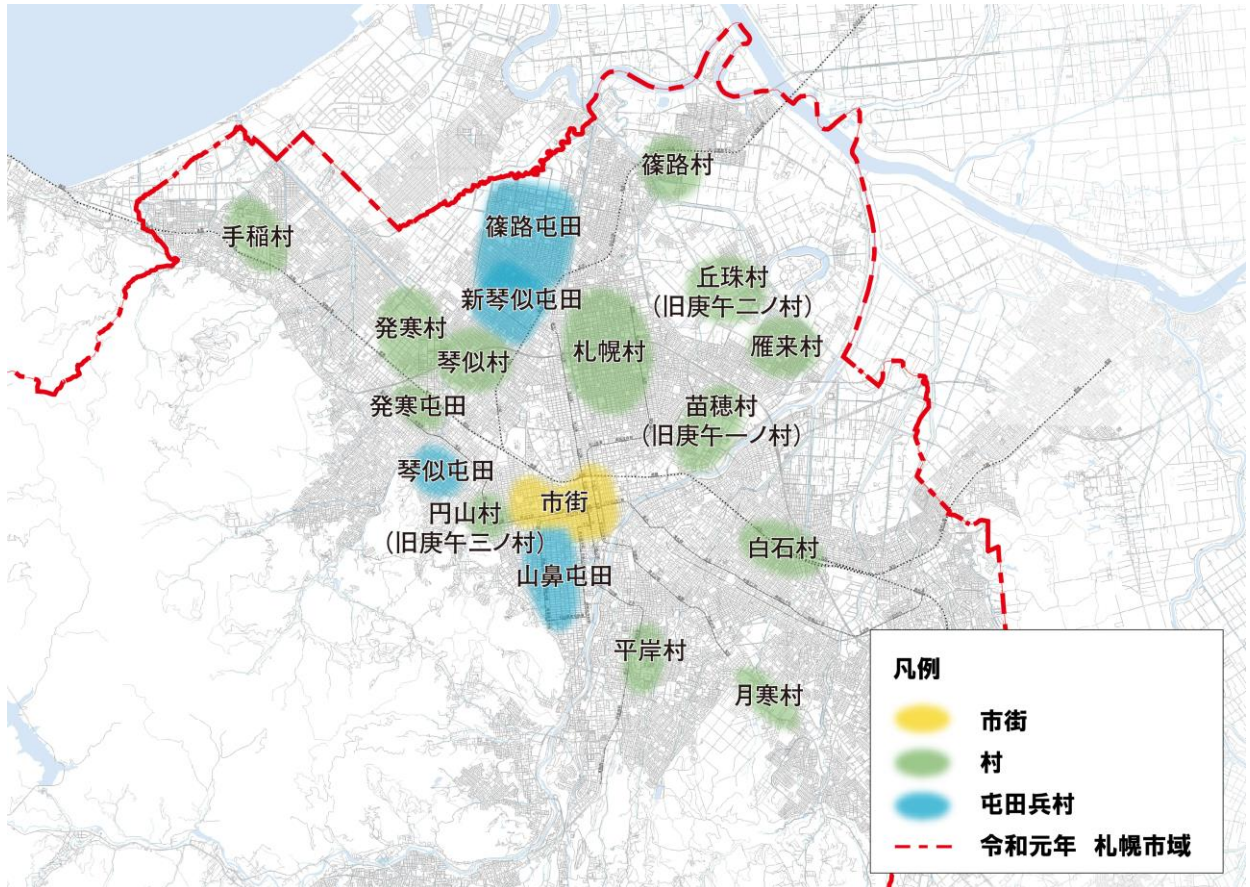 篠路村
手稲村
篠路屯田
丘珠村
(旧庚午二ノ村)
新琴似屯田
発寒村
札幌村
雁来村
琴似村
発寒屯田
苗穂村
(旧庚午一ノ村)
琴似屯田
市街
円山村
(旧庚午三ノ村)
白石村
山鼻屯田
平岸村
月寒村
凡例
市街
村
屯田兵村
令和元年 札幌市域